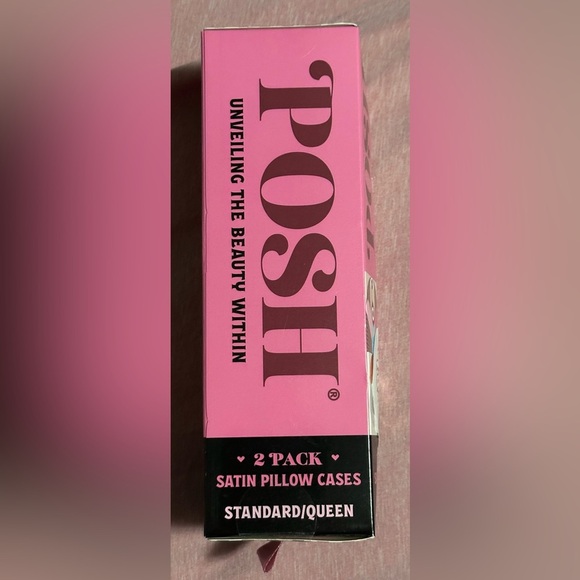 POSH®
UNVEILING THE BEAUTY WITHIN
♥ 2 PACK ♥
SATIN PILLOW CASES
STANDARD/QUEEN